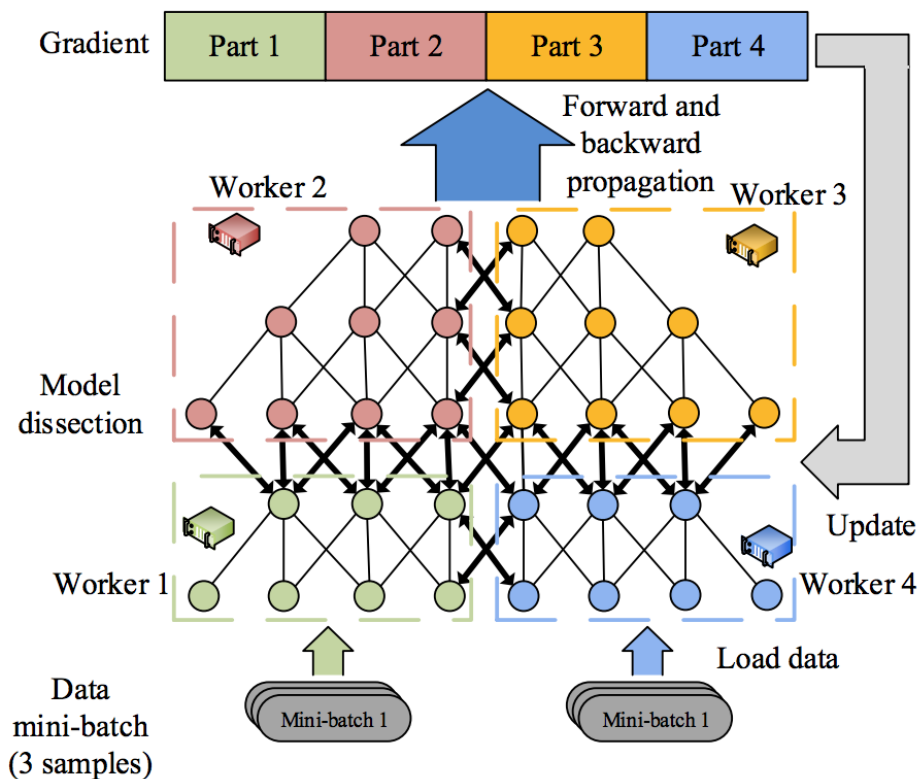 Gradient
Part 1
Part 2
Part 3
Part 4
Forward and
backward
propagation
Worker 2
Worker 3
Model
dissection
Update
Worker 1
Worker 4
Load data
Data
mini-batch
(3 samples)
Mini-batch 1
Mini-batch 1